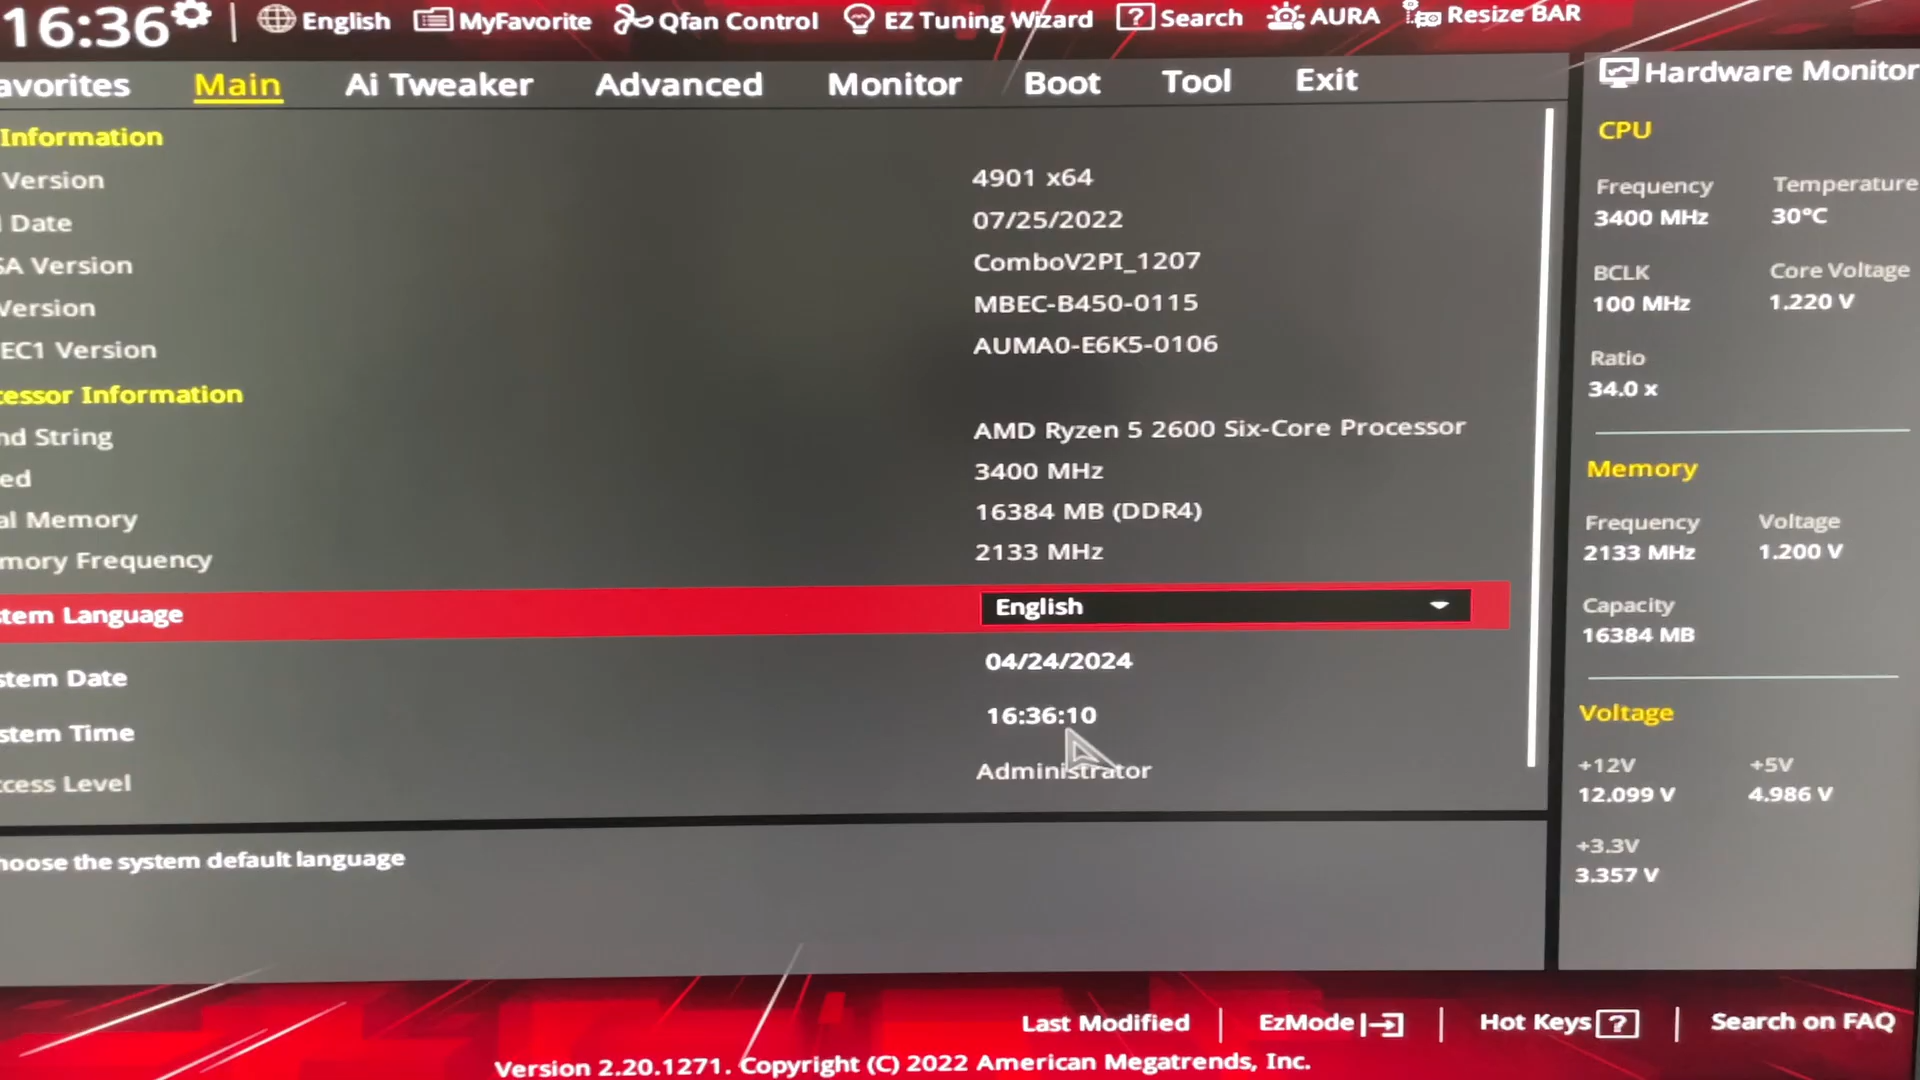 16:36 English MyFavorite Qfan Control EZ Tuning Wizard ? Search AURA Resize BAR
avorites Main Ai Tweaker Advanced Monitor Boot Tool Exit
Information
Version 4901 x64
Date 07/25/2022
SA Version ComboV2PI_1207
Version MBEC-B450-0115
EC1 Version AUMA0-E6K5-0106
essor Information
nd String AMD Ryzen 5 2600 Six-Core Processor
ed 3400 MHz
al Memory 16384 MB (DDR4)
mory Frequency 2133 MHz
stem Language English
stem Date 04/24/2024
stem Time 16:36:10
ccess Level Administrator
hoose the system default language
Hardware Monitor
CPU
Frequency Temperature
3400 MHz 30°C
BCLK Core Voltage
100 MHz 1.220 V
Ratio
34.0 x
Memory
Frequency Voltage
2133 MHz 1.200 V
Capacity
16384 MB
Voltage
+12V +5V
12.099 V 4.986 V
+3.3V
3.357 V
Last Modified EzMode Hot Keys ? Search on FAQ
Version 2.20.1271. Copyright (C) 2022 American Megatrends, Inc.